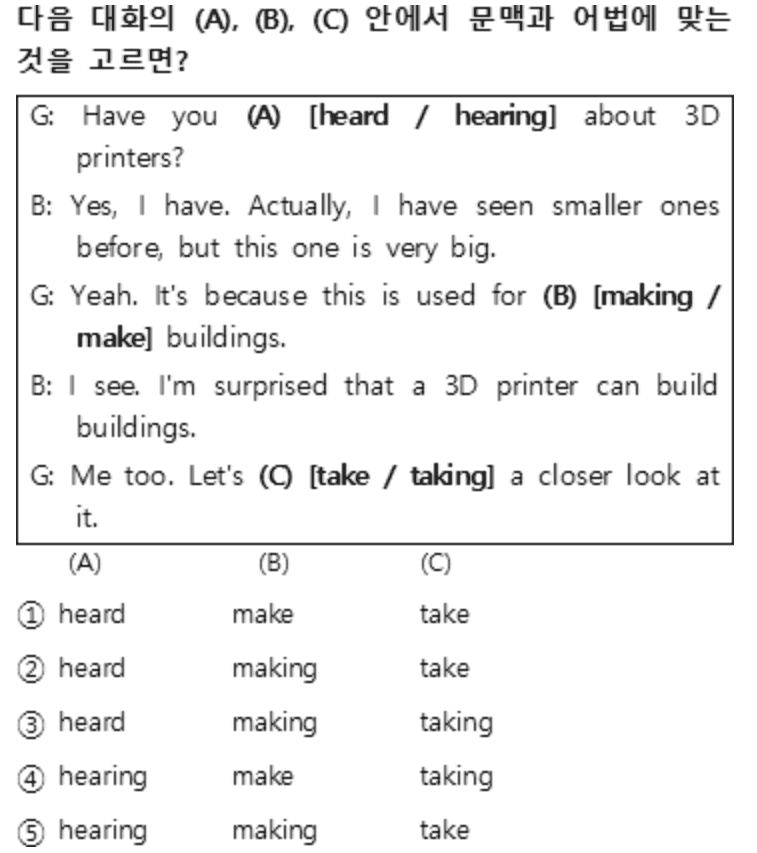 다음 대화의 (A), (B), (C) 안에서 문맥과 어법에 맞는
것을 고르면?
G: Have you (A) [heard / hearing] about 3D
printers?
B: Yes, I have. Actually, I have seen smaller ones
before, but this one is very big.
G: Yeah. It's because this is used for (B) [making /
make] buildings.
B: I see. I'm surprised that a 3D printer can build
buildings.
G: Me too. Let's (C) [take / taking] a closer look at
it.
(A) (B) (C)
① heard make take
② heard making take
③ heard making taking
④ hearing make taking
⑤ hearing making take